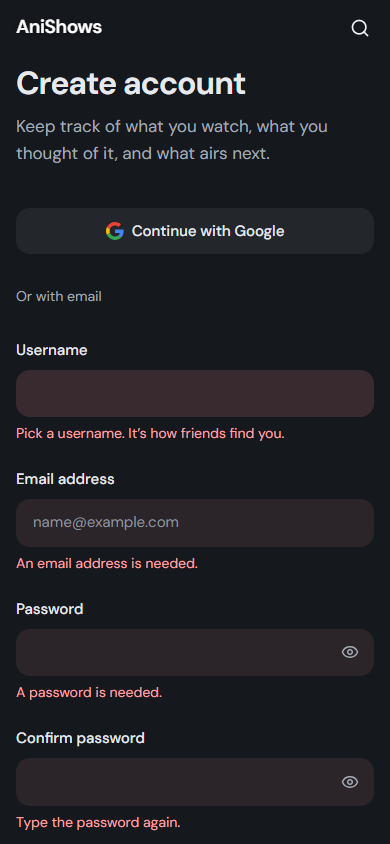 AniShows
Create account
Keep track of what you watch, what you
thought of it, and what airs next.
Continue with Google
Or with email
Username
Pick a username. It’s how friends find you.
Email address
name@example.com
An email address is needed.
Password
A password is needed.
Confirm password
Type the password again.